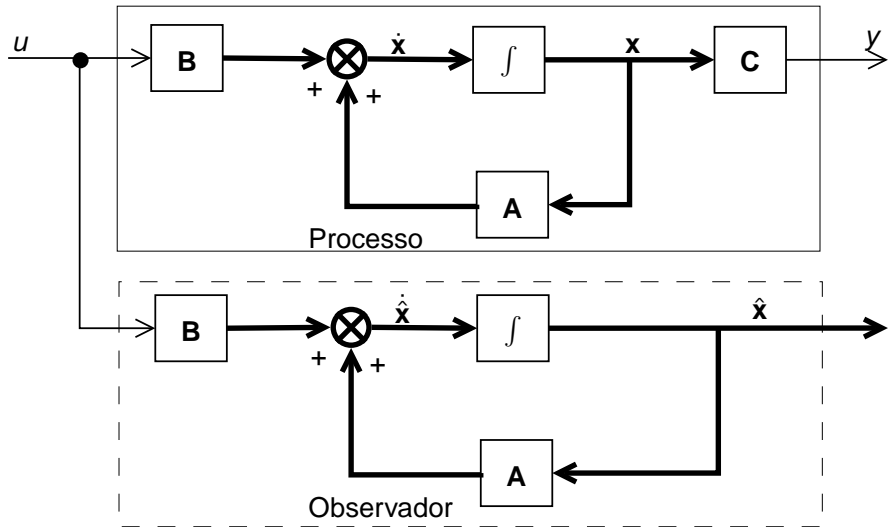 u
B
+
+
ẋ
∫
x
C
y
A
Processo
B
+
+
x̂̇
∫
x̂
A
Observador